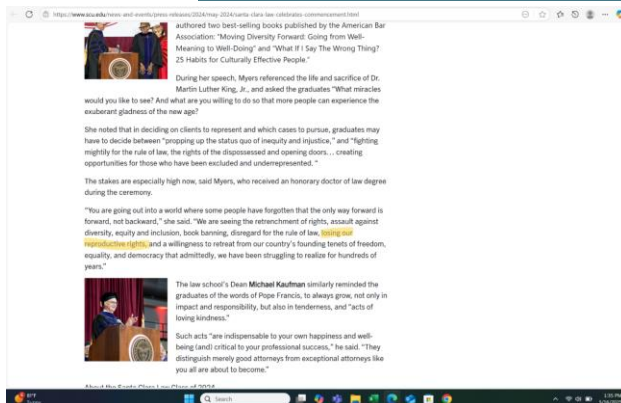 https://www.scu.edu/news-and-events/press-releases/2024/may-2024/santa-clara-law-celebrates-commencement.html
authored two best-selling books published by the American Bar
Association: "Moving Diversity Forward: Going from Well-
Meaning to Well-Doing" and "What if I Say The Wrong Thing?
25 Habits for Culturally Effective People."
During her speech, Myers referenced the life and sacrifice of Dr.
Martin Luther King, Jr., and asked the graduates "What miracles
would you like to see? And what are you willing to do so that more people can experience the
exuberant gladness of the new age?
She noted that in deciding on clients to represent and which cases to pursue, graduates may
have to decide between "propping up the status quo of inequity and injustice," and "fighting
mightily for the rule of law, the rights of the dispossessed and opening doors... creating
opportunities for those who have been excluded and underrepresented. "
The stakes are especially high now, said Myers, who received an honorary doctor of law degree
during the ceremony.
"You are going out into a world where some people have forgotten that the only way forward is
forward, not backward," she said. "We are seeing the retrenchment of rights, assault against
diversity, equity and inclusion, book banning, disregard for the rule of law, losing our
reproductive rights, and a willingness to retreat from our country's founding tenets of freedom,
equality, and democracy that admittedly, we have been struggling to realize for hundreds of
years."
The law school's Dean Michael Kaufman similarly reminded the
graduates of the words of Pope Francis, to always grow, not only in
impact and responsibility, but also in tenderness, and "acts of
loving kindness."
Such acts "are indispensable to your own happiness and well-
being (and) critical to your professional success," he said. "They
distinguish merely good attorneys from exceptional attorneys like
you all are about to become."
About the Santa Clara Law Class of 2024
Search
1:35 PM